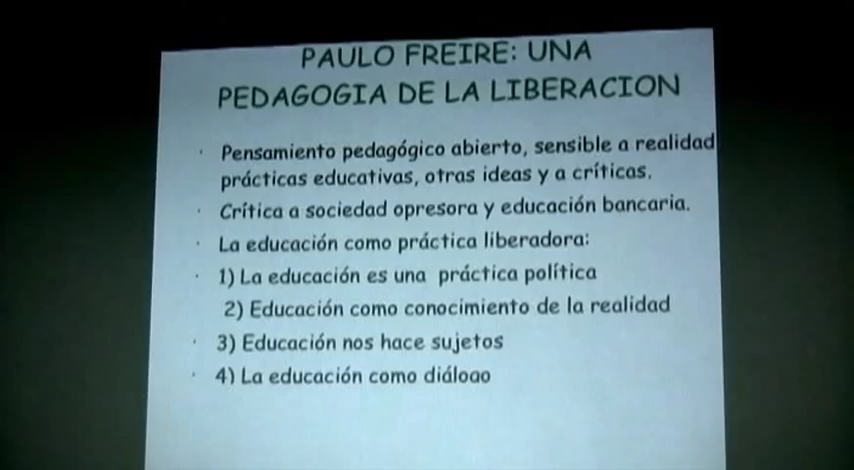 PAULO FREIRE: UNA
PEDAGOGIA DE LA LIBERACION
· Pensamiento pedagógico abierto, sensible a realidad
prácticas educativas, otras ideas y a críticas.
· Crítica a sociedad opresora y educación bancaria.
· La educación como práctica liberadora:
· 1) La educación es una práctica política
2) Educación como conocimiento de la realidad
· 3) Educación nos hace sujetos
· 4) La educación como diálogo